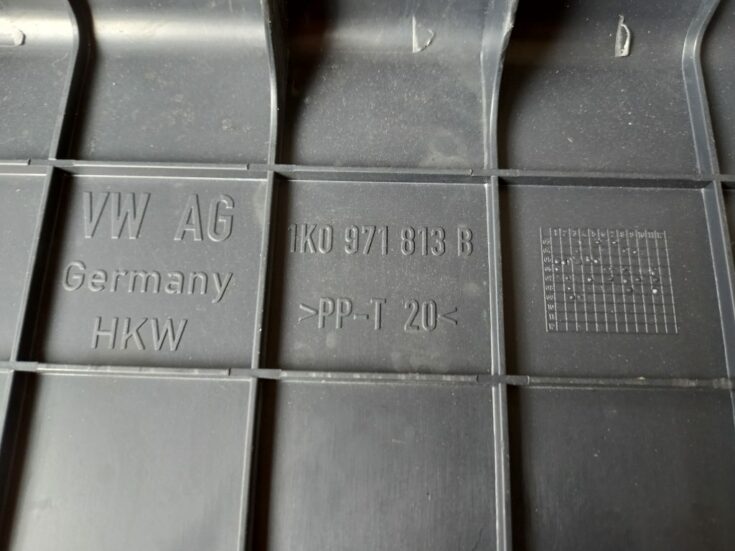 VW AG
Germany
HKW
1K0 971 813 B
>PP-T 20<